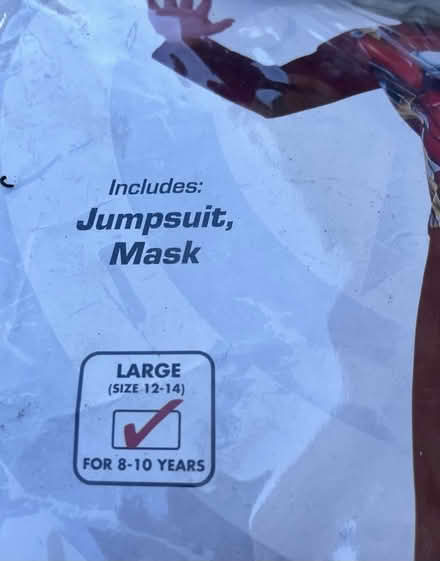 Includes:
Jumpsuit,
Mask
LARGE
(SIZE 12-14)
FOR 8-10 YEARS